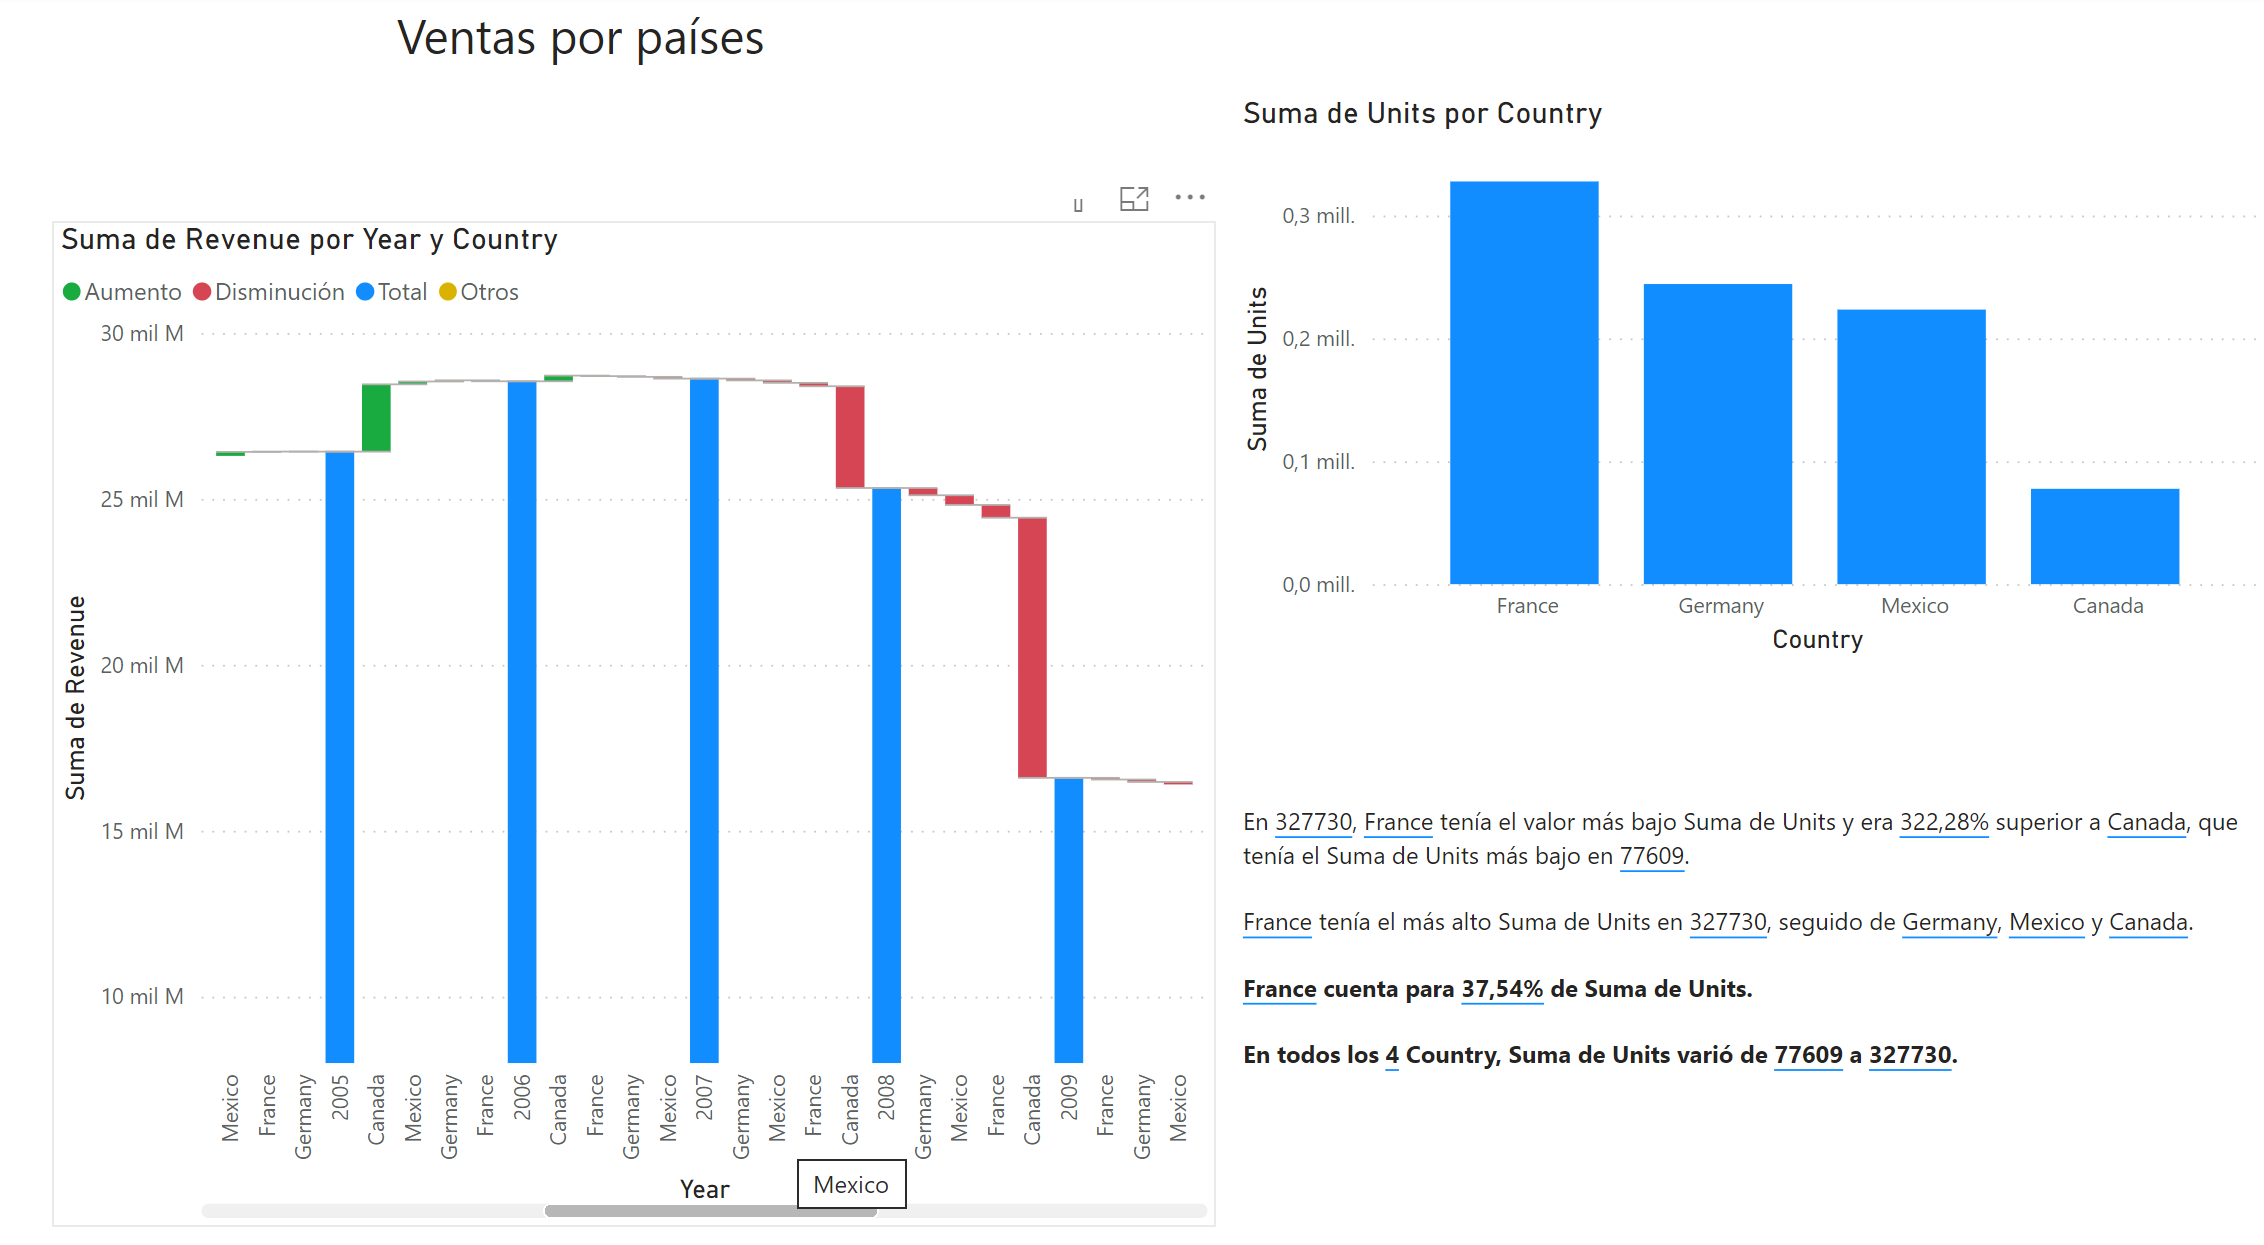 Ventas por países
Suma de Revenue por Year y Country
Aumento Disminución Total Otros
30 mil M
25 mil M
20 mil M
15 mil M
10 mil M
Suma de Revenue
Mexico
France
Germany
2005
Canada
Mexico
Germany
France
2006
Canada
France
Germany
Mexico
2007
Germany
Mexico
France
Canada
2008
Germany
Mexico
France
Canada
2009
France
Germany
Mexico
Year
Mexico
Suma de Units por Country
0,3 mill.
0,2 mill.
0,1 mill.
0,0 mill.
Suma de Units
France Germany Mexico Canada
Country
En 327730, France tenía el valor más bajo Suma de Units y era 322,28% superior a Canada, que
tenía el Suma de Units más bajo en 77609.
France tenía el más alto Suma de Units en 327730, seguido de Germany, Mexico y Canada.
France cuenta para 37,54% de Suma de Units.
En todos los 4 Country, Suma de Units varió de 77609 a 327730.